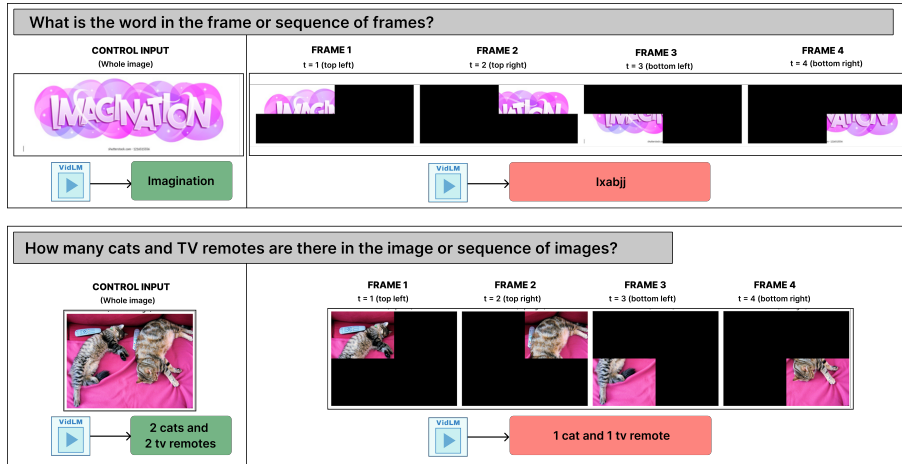 What is the word in the frame or sequence of frames?
CONTROL INPUT
(Whole image)
FRAME 1
t = 1 (top left)
FRAME 2
t = 2 (top right)
FRAME 3
t = 3 (bottom left)
FRAME 4
t = 4 (bottom right)
IMAGINATION
VidLM
Imagination
VidLM
Ixabjj
How many cats and TV remotes are there in the image or sequence of images?
CONTROL INPUT
(Whole image)
FRAME 1
t = 1 (top left)
FRAME 2
t = 2 (top right)
FRAME 3
t = 3 (bottom left)
FRAME 4
t = 4 (bottom right)
VidLM
2 cats and
2 tv remotes
VidLM
1 cat and 1 tv remote